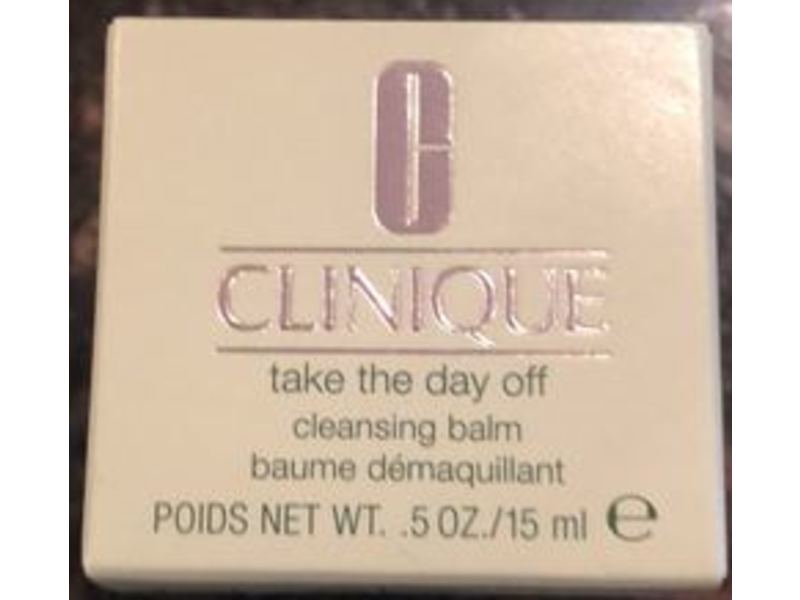 C
CLINIQUE
take the day off
cleansing balm
baume démaquillant
POIDS NET WT. .5 OZ./15 ml ℮